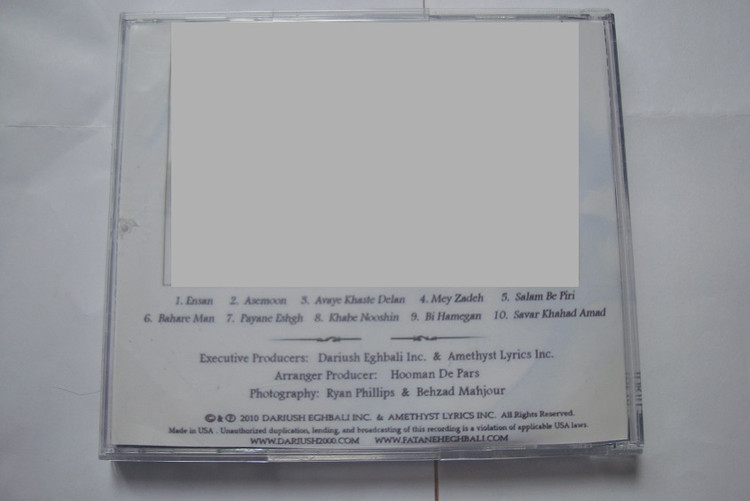 1. Ensan 2. Asemoon 3. Avaye Khaste Delan 4. Mey Zadeh 5. Salam Be Piri
6. Bahare Man 7. Payane Eshgh 8. Khabe Nooshin 9. Bi Hamegan 10. Savar Khahad Amad
Executive Producers: Dariush Eghbali Inc. & Amethyst Lyrics Inc.
Arranger Producer: Hooman De Pars
Photography: Ryan Phillips & Behzad Mahjour
©&℗ 2010 DARIUSH EGHBALI INC. & AMETHYST LYRICS INC. All Rights Reserved.
Made in USA . Unauthorized duplication, lending, and broadcasting of this recording is a violation of applicable USA laws.
WWW.DARIUSH2000.COM WWW.FATANEHEGHBALI.COM